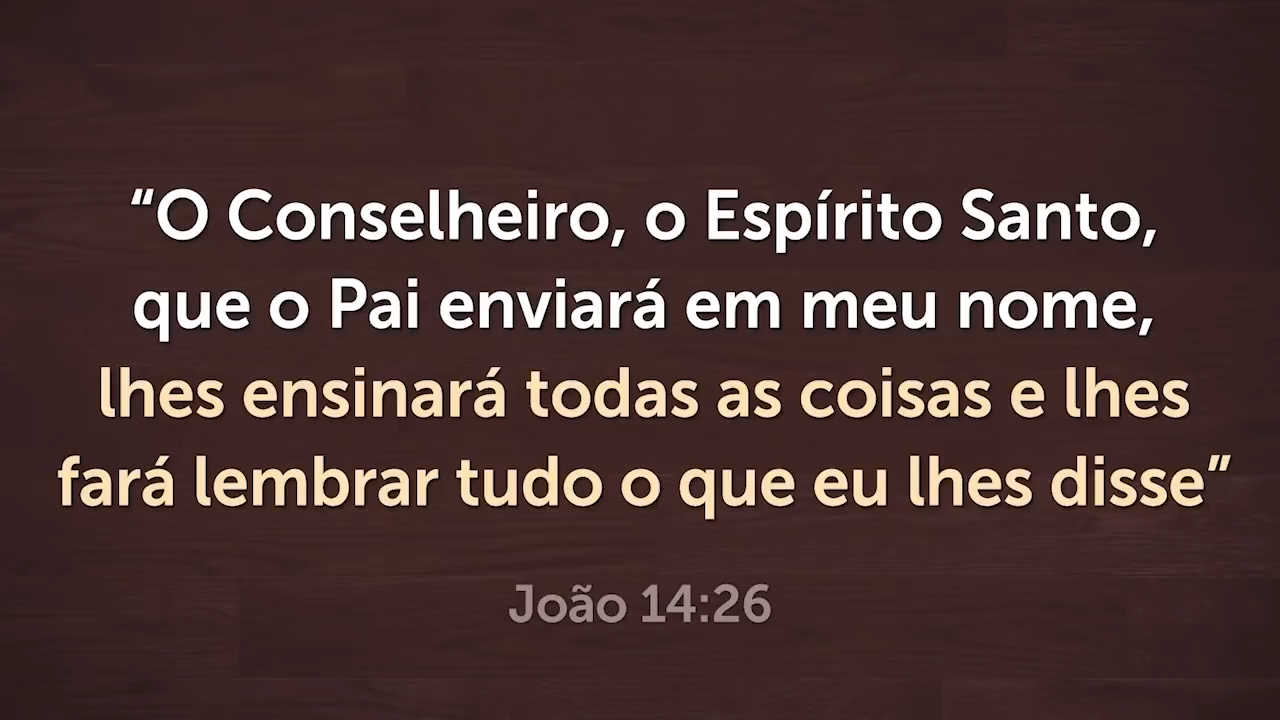 “O Conselheiro, o Espírito Santo,
que o Pai enviará em meu nome,
lhes ensinará todas as coisas e lhes
fará lembrar tudo o que eu lhes disse”
João 14:26